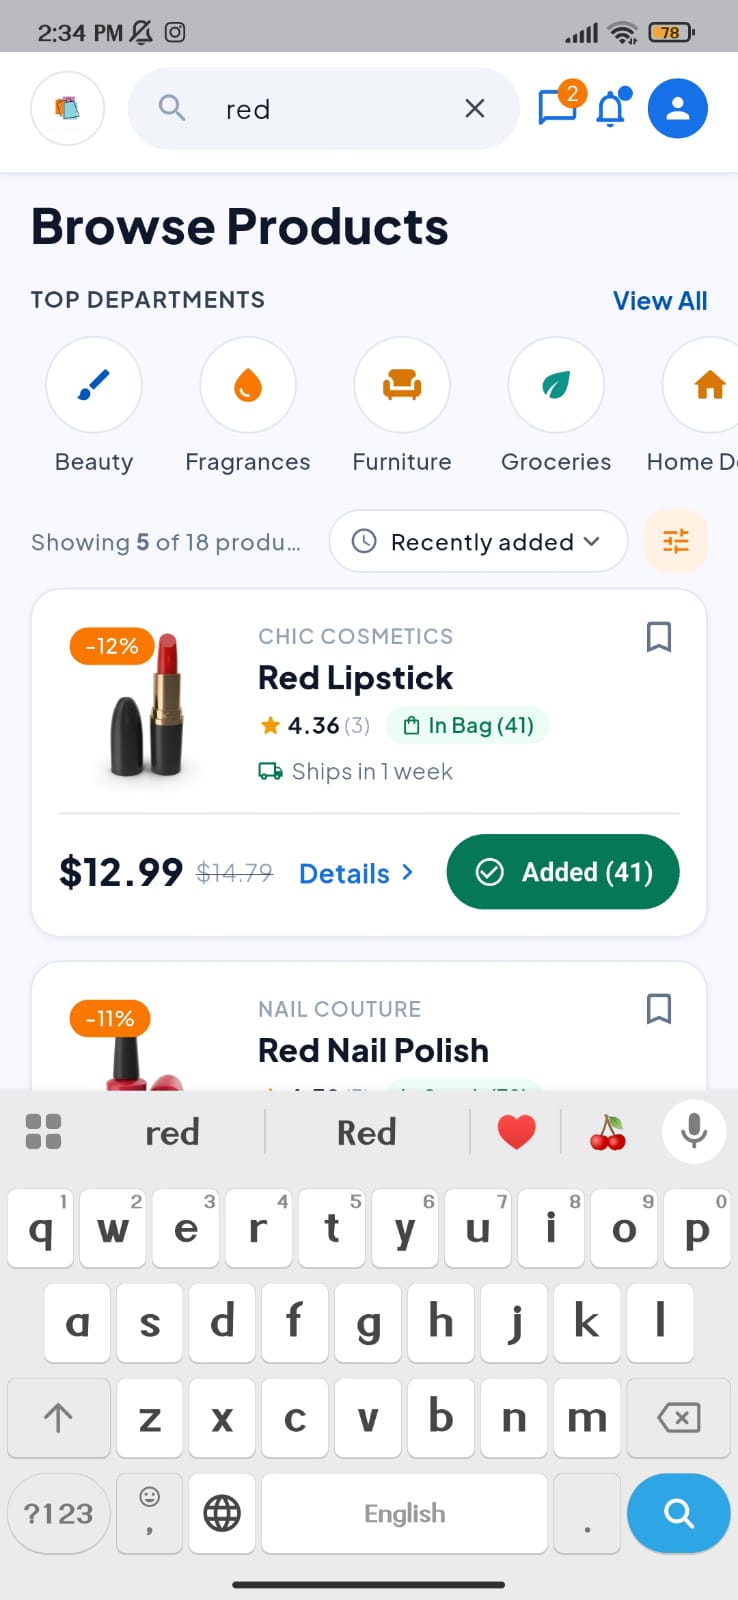 2:34 PM
78
red
2
Browse Products
TOP DEPARTMENTS
View All
Beauty
Fragrances
Furniture
Groceries
Home D
Showing 5 of 18 produ...
Recently added
-12%
CHIC COSMETICS
Red Lipstick
4.36 (3)
In Bag (41)
Ships in 1 week
$12.99 $14.79
Details
Added (41)
-11%
NAIL COUTURE
Red Nail Polish
red
Red
1 2 3 4 5 6 7 8 9 0
q w e r t y u i o p
a s d f g h j k l
z x c v b n m
?123
,
English
.